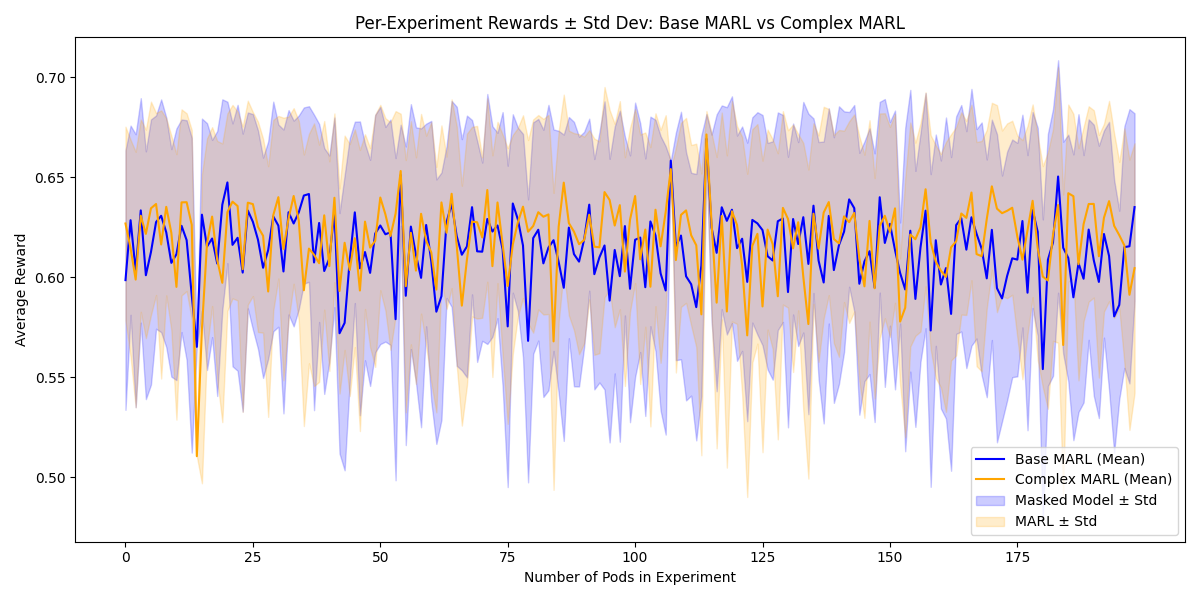 Per-Experiment Rewards ± Std Dev: Base MARL vs Complex MARL
Average Reward
0.70
0.65
0.60
0.55
0.50
0 25 50 75 100 125 150 175
Number of Pods in Experiment
Base MARL (Mean)
Complex MARL (Mean)
Masked Model ± Std
MARL ± Std